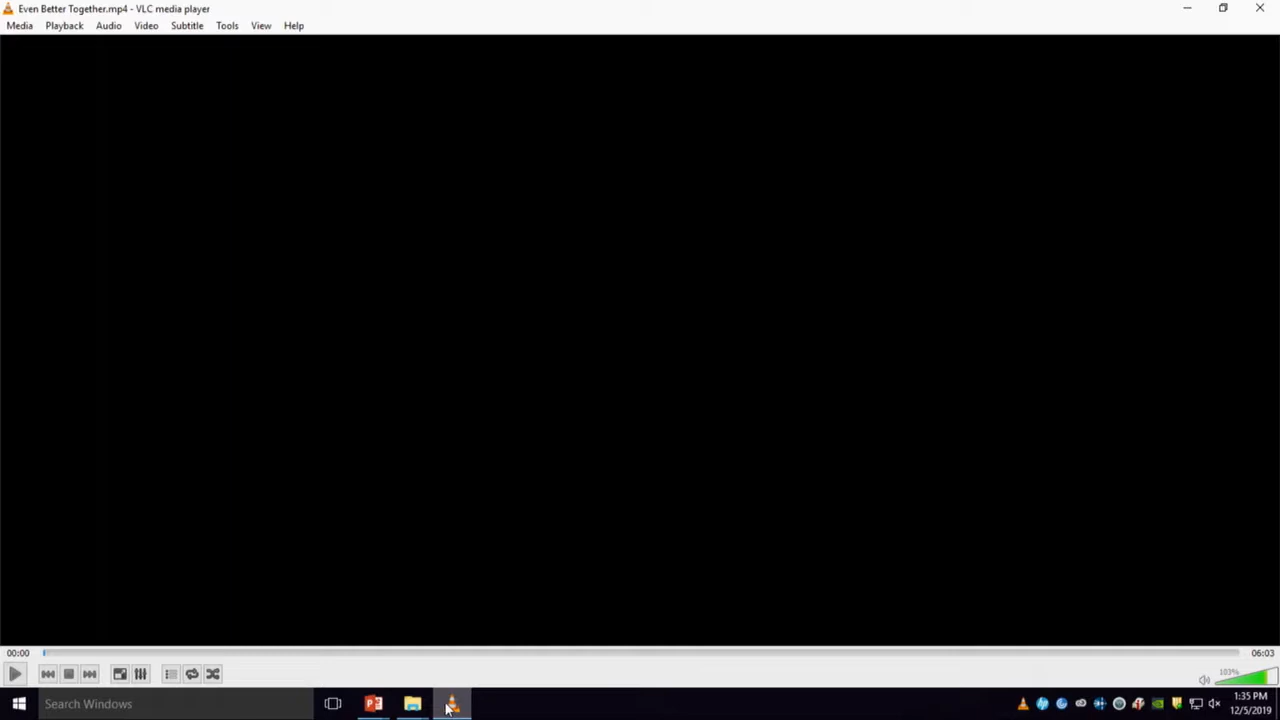 Even Better Together.mp4 - VLC media player
Media Playback Audio Video Subtitle Tools View Help
00:00 06:03
103%
Search Windows
1:35 PM
12/5/2019